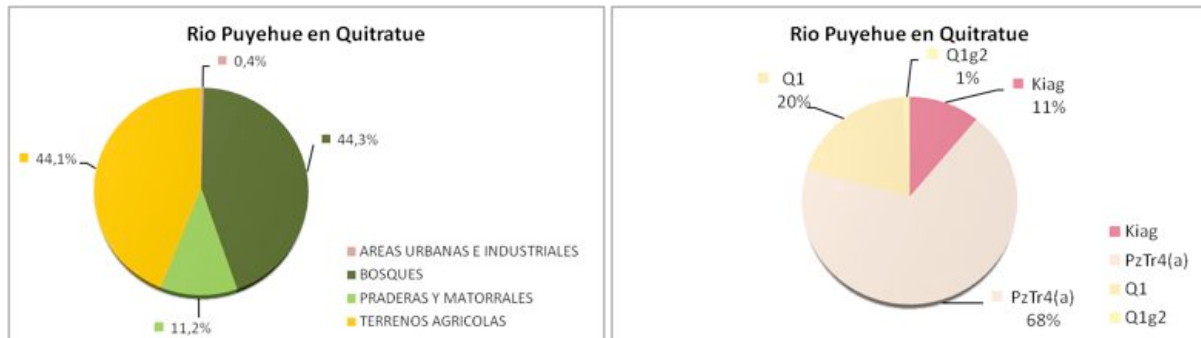 Rio Puyehue en Quitratue
0,4%
44,3%
44,1%
11,2%
AREAS URBANAS E INDUSTRIALES
BOSQUES
PRADERAS Y MATORRALES
TERRENOS AGRICOLAS
Rio Puyehue en Quitratue
Q1g2
1%
Q1
20%
Kiag
11%
PzTr4(a)
68%
Kiag
PzTr4(a)
Q1
Q1g2